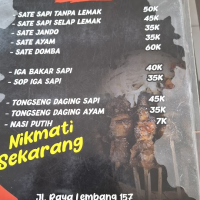 - SATE SAPI TANPA LEMAK 50K
- SATE SAPI SELAP LEMAK 45K
- SATE JANDO 35K
- SATE AYAM 35K
- SATE DOMBA 60K
- IGA BAKAR SAPI 40K
- SOP IGA SAPI 35K
- TONGSENG DAGING SAPI 45K
- TONGSENG DAGING AYAM 35K
- NASI PUTIH 7K
Nikmati
Sekarang
Jl. Raya Lembang 157